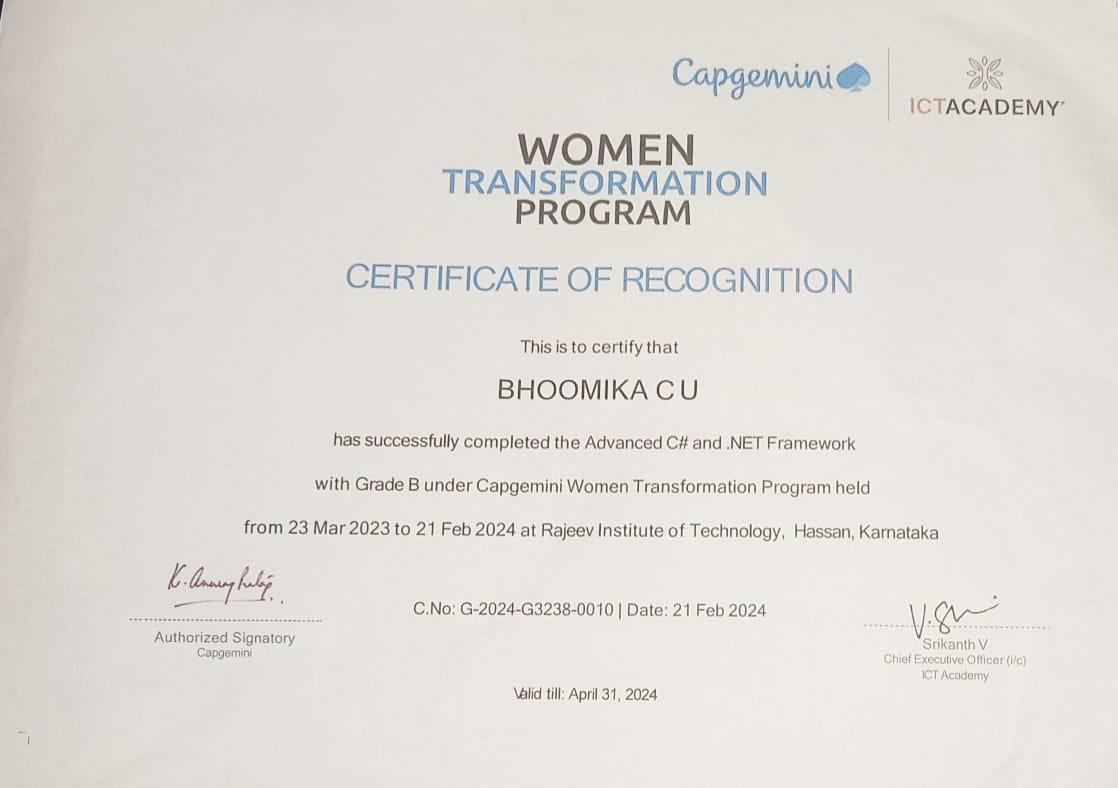 Capgemini
ICTACADEMY
WOMEN
TRANSFORMATION
PROGRAM
CERTIFICATE OF RECOGNITION
This is to certify that
BHOOMIKA C U
has successfully completed the Advanced C# and .NET Framework
with Grade B under Capgemini Women Transformation Program held
from 23 Mar 2023 to 21 Feb 2024 at Rajeev Institute of Technology, Hassan, Karnataka
C.No: G-2024-G3238-0010 | Date: 21 Feb 2024
Authorized Signatory
Capgemini
V.
Srikanth V
Chief Executive Officer (i/c)
ICT Academy
Valid till: April 31, 2024